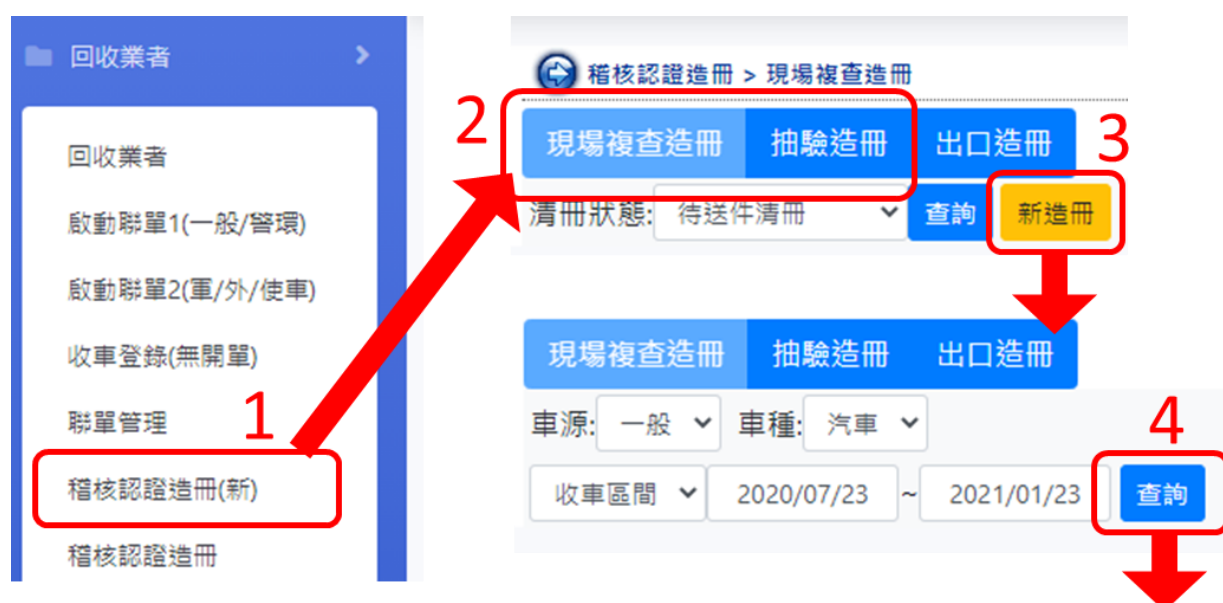 回收業者
回收業者
啟動聯單1(一般/警環)
啟動聯單2(軍/外/使車)
收車登錄(無開單)
聯單管理
1
稽核認證造冊(新)
稽核認證造冊
稽核認證造冊 > 現場複查造冊
2
現場複查造冊 抽驗造冊 出口造冊
3
清冊狀態: 待送件清冊 查詢 新造冊
現場複查造冊 抽驗造冊 出口造冊
車源: 一般 車種: 汽車
4
收車區間 2020/07/23 ~ 2021/01/23 查詢